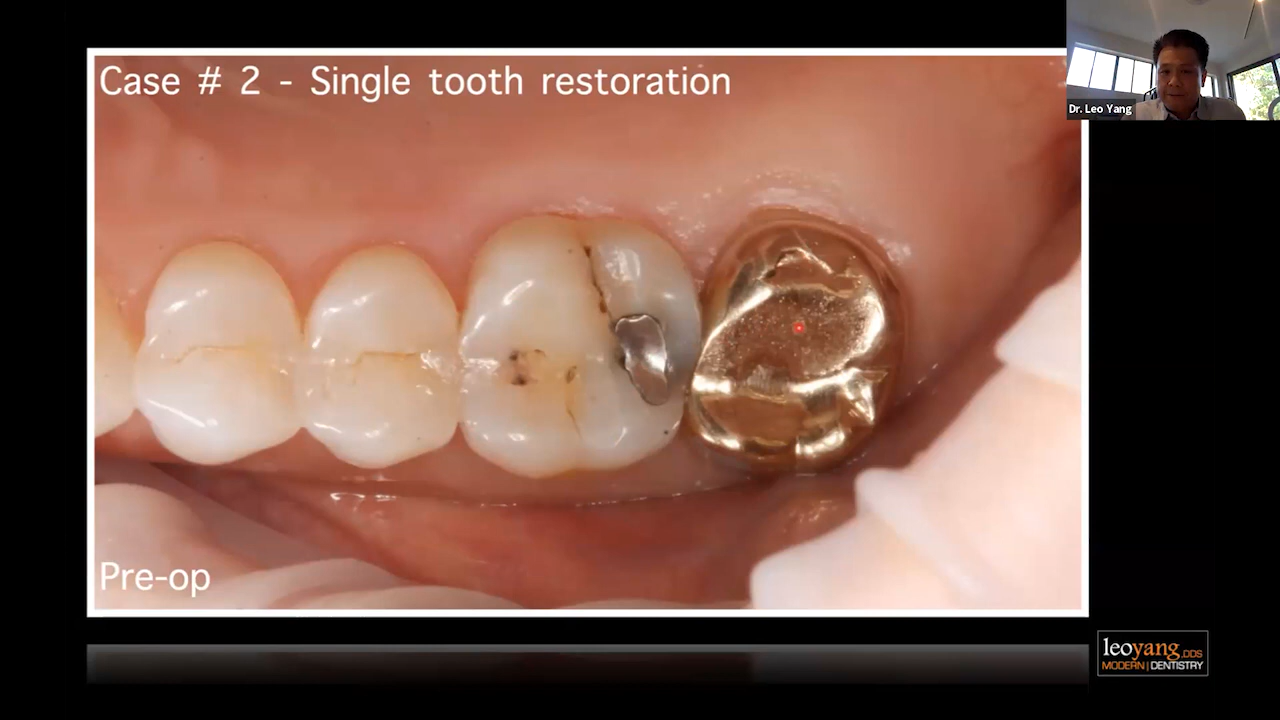 Case # 2 - Single tooth restoration
Dr. Leo Yang
Pre-op
leoyang.DDS
MODERN | DENTISTRY